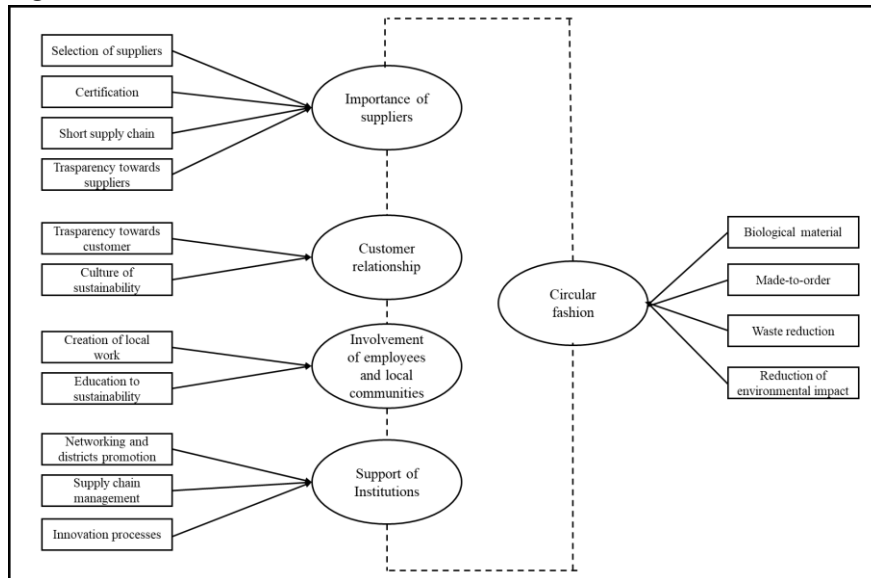 Selection of suppliers
Certification
Short supply chain
Trasparency towards
suppliers
Importance of
suppliers
Trasparency towards
customer
Culture of
sustainability
Customer
relationship
Creation of local
work
Education to
sustainability
Involvement
of employees
and local
communities
Networking and
districts promotion
Supply chain
management
Innovation processes
Support of
Institutions
Circular
fashion
Biological
material
Made-to-order
Waste reduction
Reduction of
environmental impact